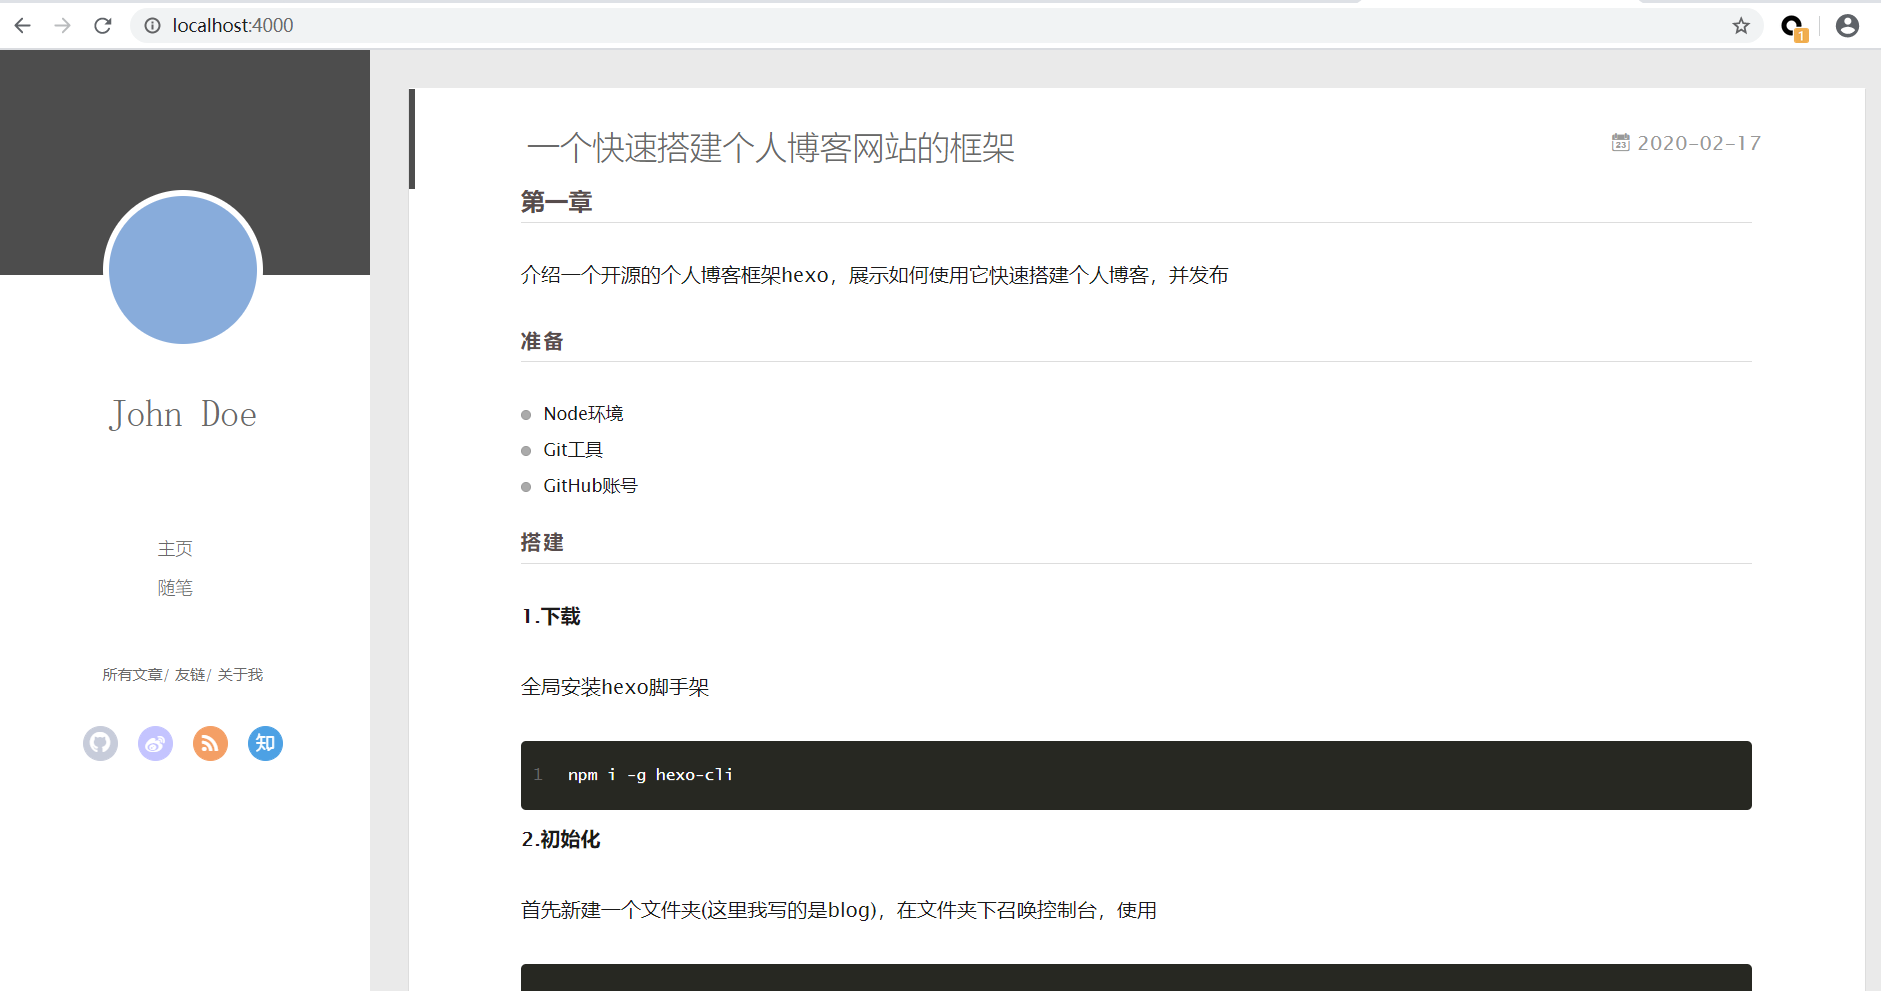 localhost:4000
1
John Doe
主页
随笔
所有文章/ 友链/ 关于我
知
一个快速搭建个人博客网站的框架
23 2020-02-17
第一章
介绍一个开源的个人博客框架hexo，展示如何使用它快速搭建个人博客，并发布
准备
Node环境
Git工具
GitHub账号
搭建
1.下载
全局安装hexo脚手架
1 npm i -g hexo-cli
2.初始化
首先新建一个文件夹(这里我写的是blog)，在文件夹下召唤控制台，使用